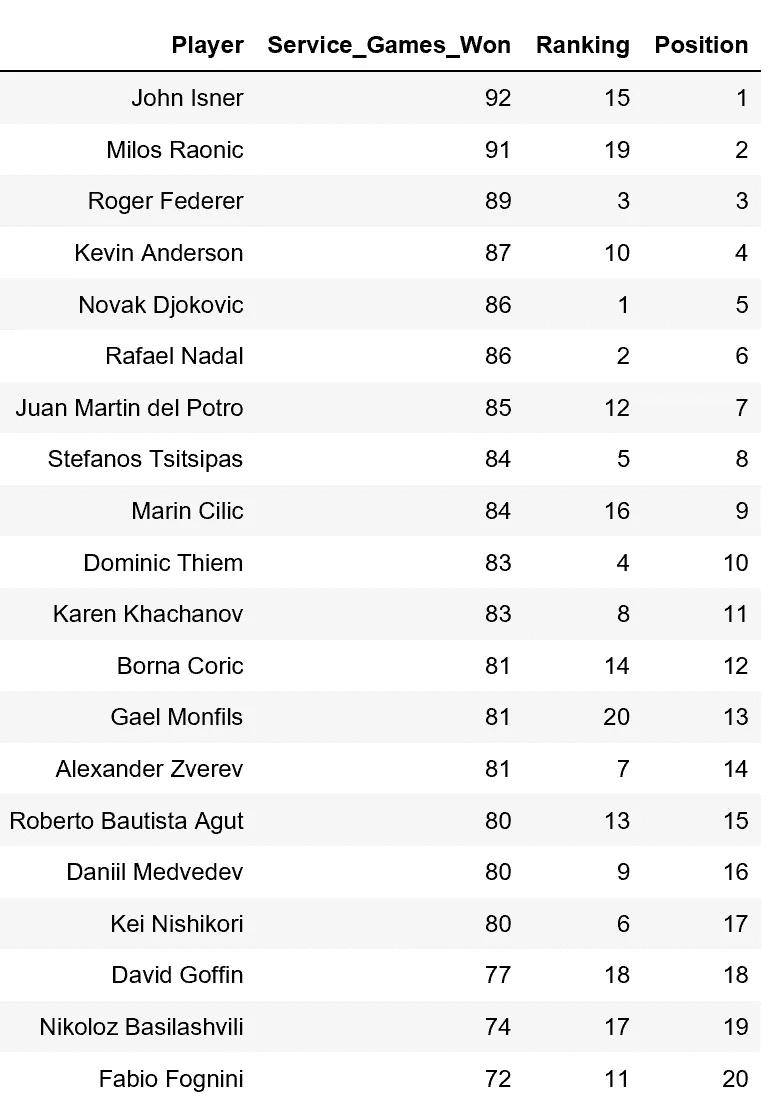 Player Service_Games_Won Ranking Position
John Isner 92 15 1
Milos Raonic 91 19 2
Roger Federer 89 3 3
Kevin Anderson 87 10 4
Novak Djokovic 86 1 5
Rafael Nadal 86 2 6
Juan Martin del Potro 85 12 7
Stefanos Tsitsipas 84 5 8
Marin Cilic 84 16 9
Dominic Thiem 83 4 10
Karen Khachanov 83 8 11
Borna Coric 81 14 12
Gael Monfils 81 20 13
Alexander Zverev 81 7 14
Roberto Bautista Agut 80 13 15
Daniil Medvedev 80 9 16
Kei Nishikori 80 6 17
David Goffin 77 18 18
Nikoloz Basilashvili 74 17 19
Fabio Fognini 72 11 20